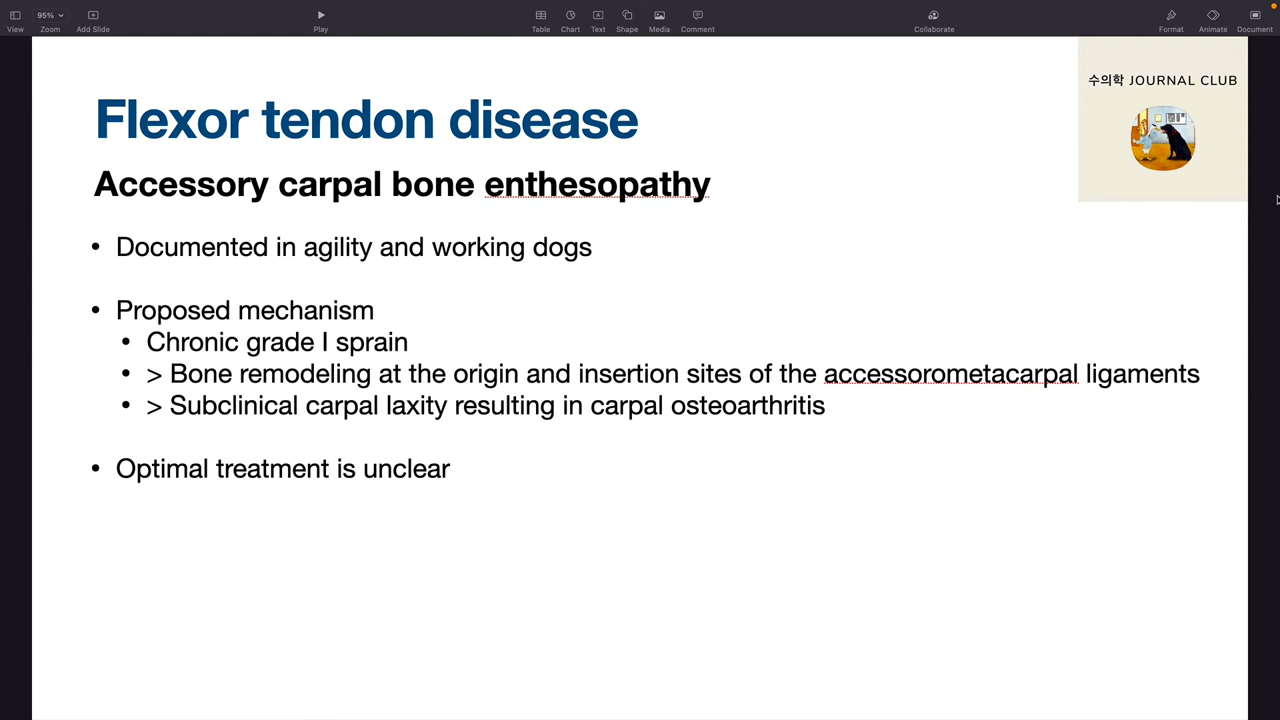 95%
View
Zoom
Add Slide
Play
Table
Chart
Text
Shape
Media
Comment
Collaborate
Format
Animate
Document
수의학 JOURNAL CLUB
Flexor tendon disease
Accessory carpal bone enthesopathy
• Documented in agility and working dogs
• Proposed mechanism
• Chronic grade I sprain
• > Bone remodeling at the origin and insertion sites of the accessorometacarpal ligaments
• > Subclinical carpal laxity resulting in carpal osteoarthritis
• Optimal treatment is unclear